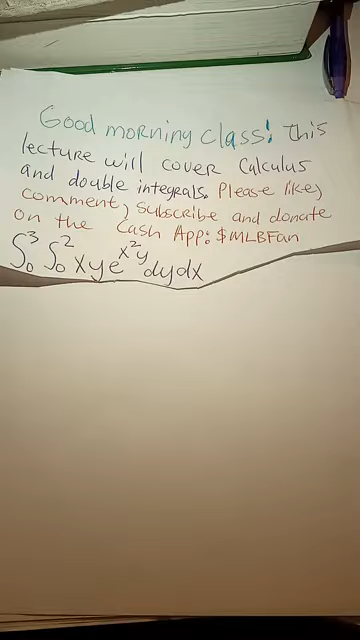 Good morning class! This
lecture will cover Calculus
and double integrals. Please like,
comment, subscribe and donate
on the Cash App: $MLBFan
∫₀³ ∫₀² xye^(x²y) dydx